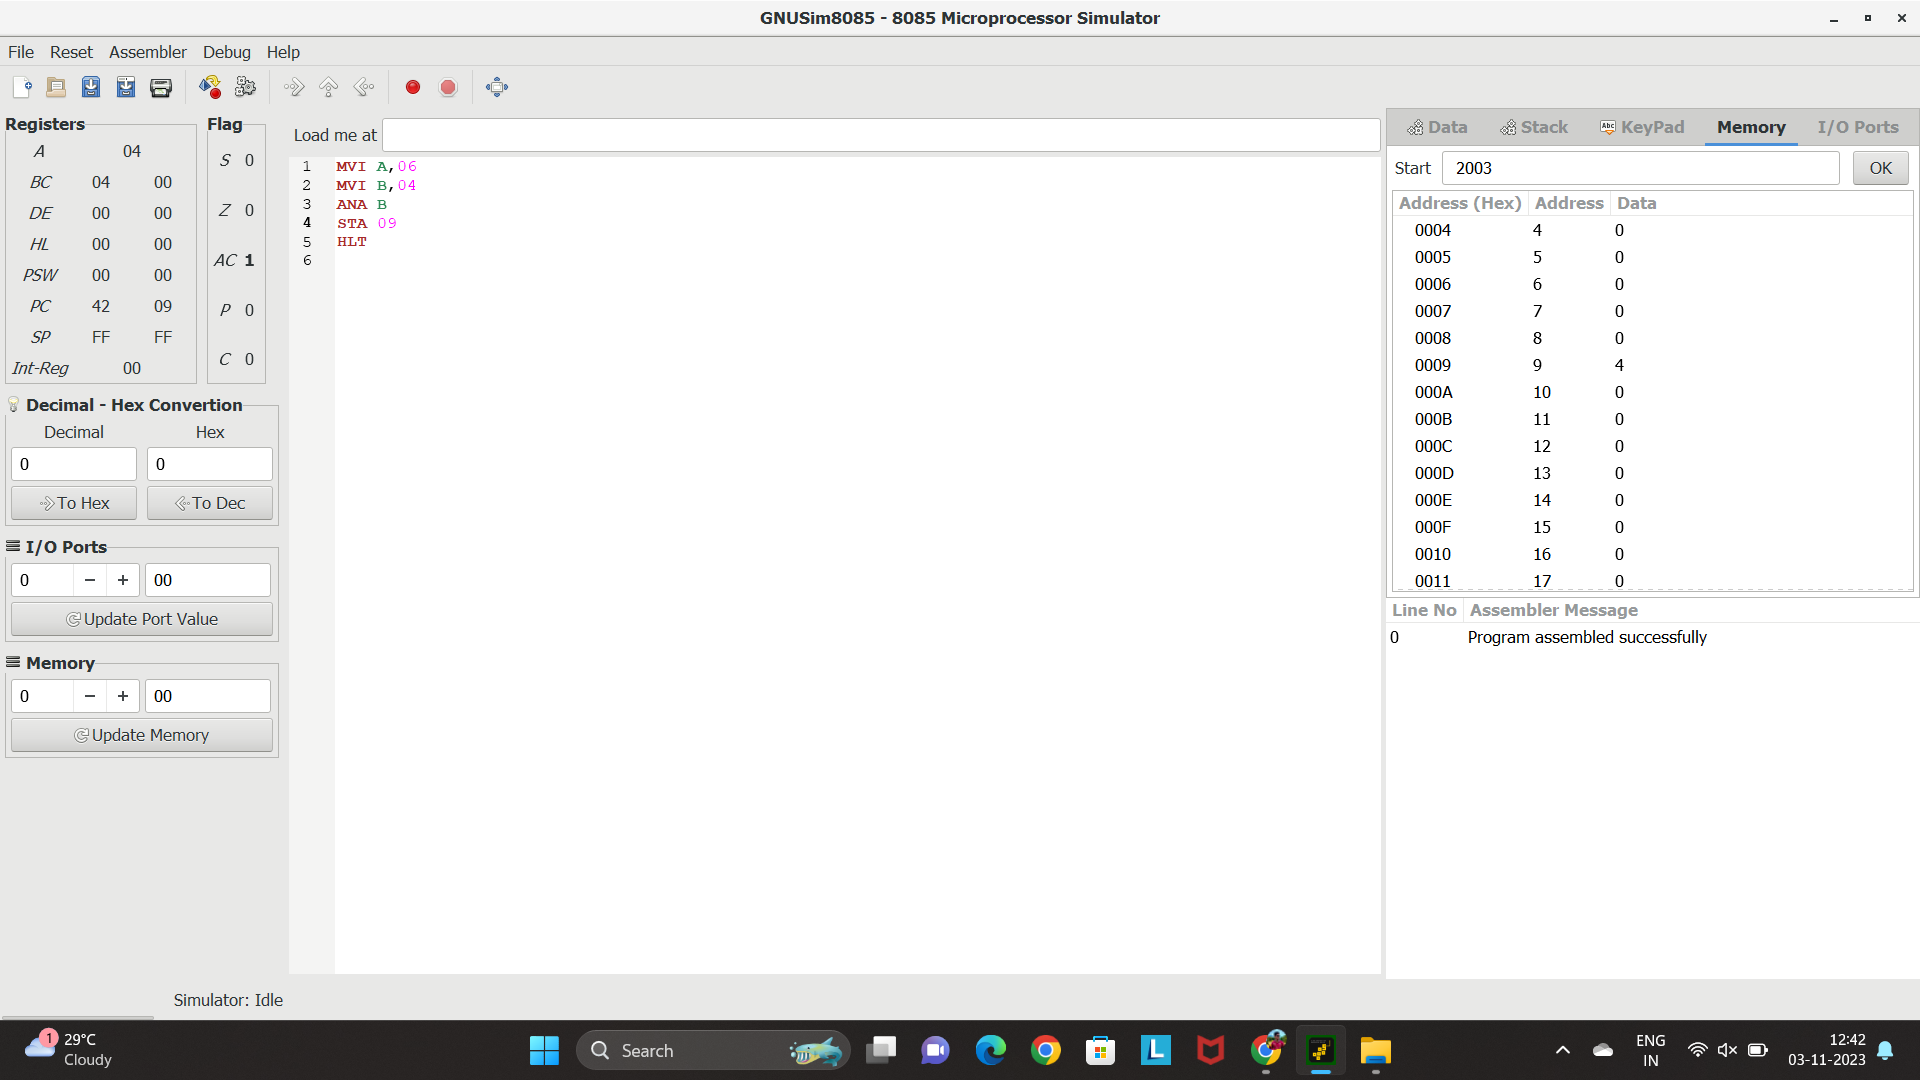 GNUSim8085 - 8085 Microprocessor Simulator
File Reset Assembler Debug Help
Registers
A 04
BC 04 00
DE 00 00
HL 00 00
PSW 00 00
PC 42 09
SP FF FF
Int-Reg 00
Flag
S 0
Z 0
AC 1
P 0
C 0
Decimal - Hex Convertion
Decimal Hex
0 0
To Hex To Dec
I/O Ports
0 − + 00
Update Port Value
Memory
0 − + 00
Update Memory
Load me at
1 MVI A,06
2 MVI B,04
3 ANA B
4 STA 09
5 HLT
6
Data Stack Abc KeyPad Memory I/O Ports
Start 2003 OK
Address (Hex) Address Data
0004 4 0
0005 5 0
0006 6 0
0007 7 0
0008 8 0
0009 9 4
000A 10 0
000B 11 0
000C 12 0
000D 13 0
000E 14 0
000F 15 0
0010 16 0
0011 17 0
Line No Assembler Message
0 Program assembled successfully
Simulator: Idle
1 29°C
Cloudy
Search
L
ENG
IN
12:42
03-11-2023